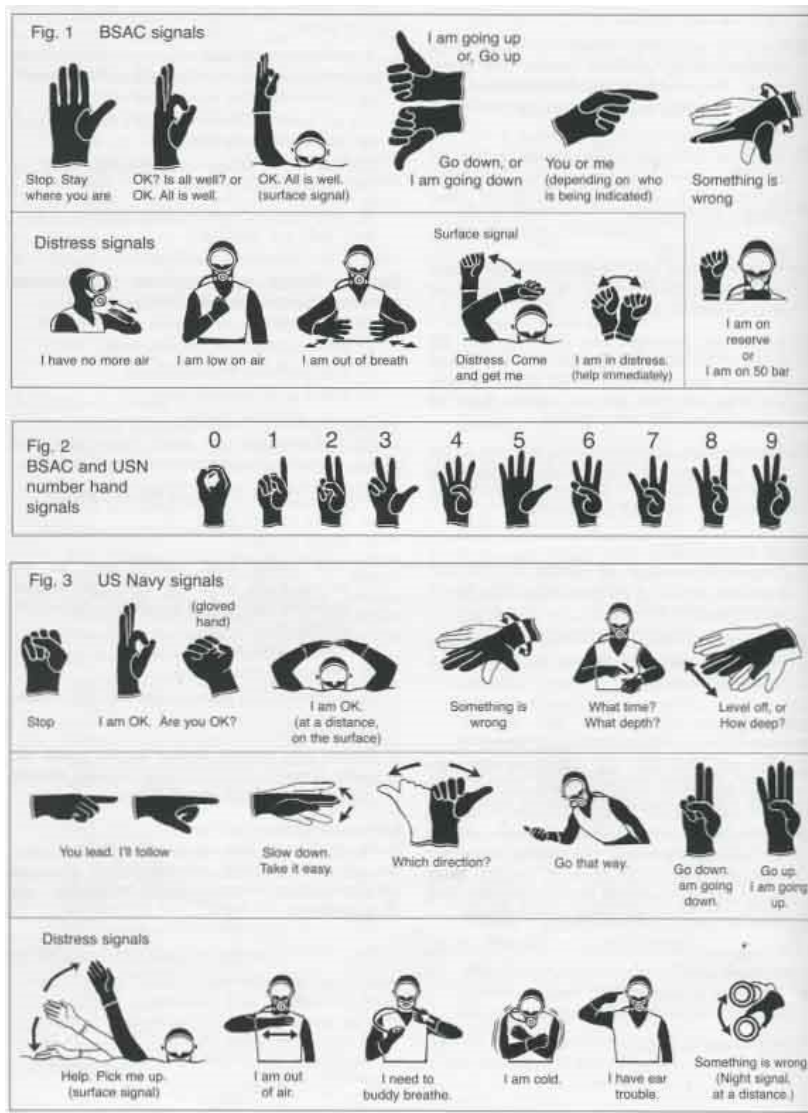 Fig. 1 BSAC signals
Stop. Stay
where you are
OK? Is all well? or
OK. All is well.
OK. All is well.
(surface signal)
I am going up
or, Go up
Go down, or
I am going down
You or me
(depending on who
is being indicated)
Something is
wrong
Distress signals
I have no more air
I am low on air
I am out of breath
Surface signal
Distress. Come
and get me
I am in distress.
(help immediately)
I am on
reserve
or
I am on 50 bar
Fig. 2
BSAC and USN
number hand
signals
0 1 2 3 4 5 6 7 8 9
Fig. 3 US Navy signals
Stop
I am OK.
(gloved
hand)
Are you OK?
I am OK.
(at a distance,
on the surface)
Something is
wrong
What time?
What depth?
Level off, or
How deep?
You lead. I'll follow
Slow down.
Take it easy.
Which direction?
Go that way.
Go down.
am going
down.
Go up.
I am going
up.
Distress signals
Help. Pick me up.
(surface signal)
I am out
of air.
I need to
buddy breathe.
I am cold.
I have ear
trouble.
Something is wrong
(Night signal,
at a distance.)